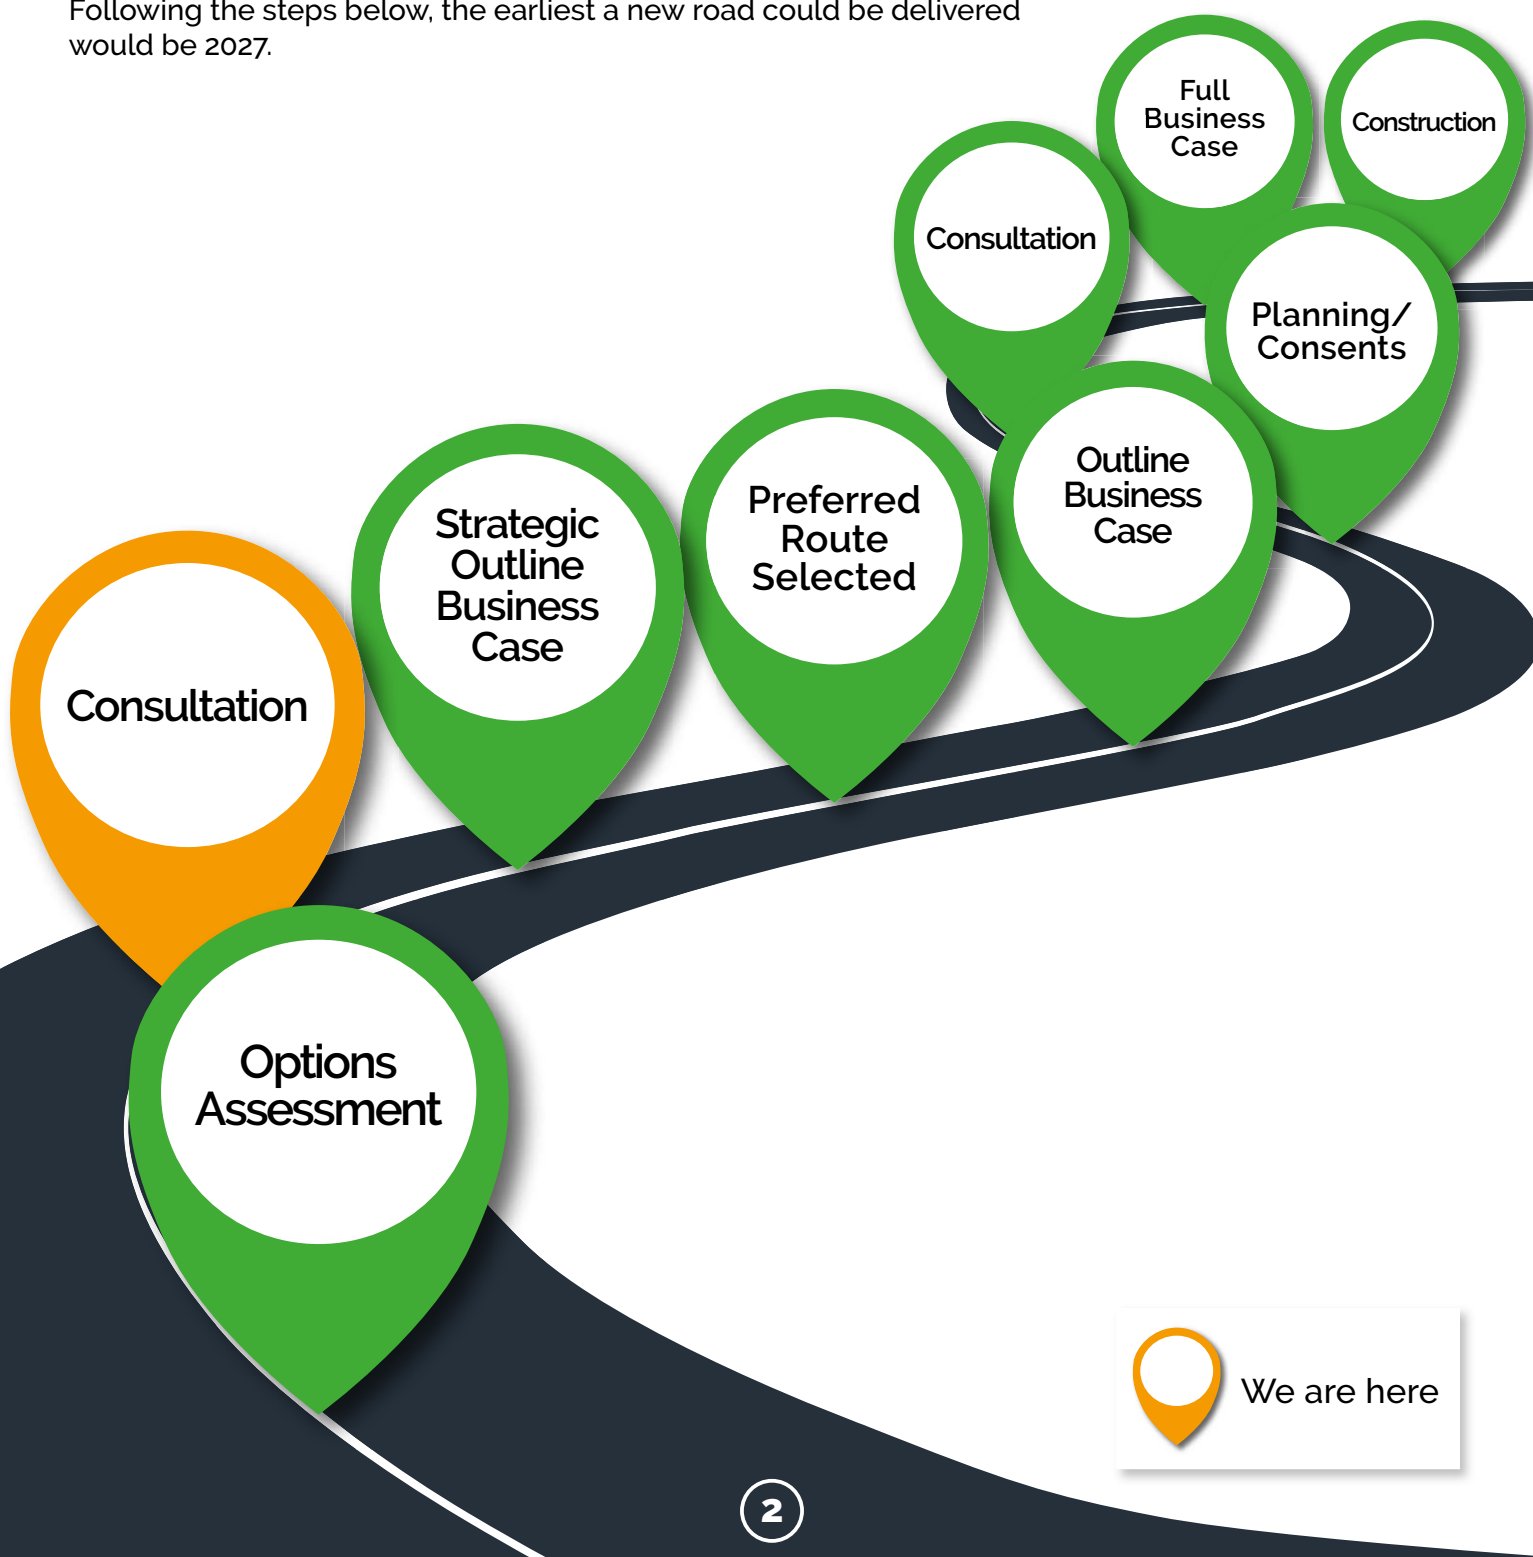 Following the steps below, the earliest a new road could be delivered
would be 2027.
Full
Business
Case
Construction
Consultation
Planning/
Consents
Outline
Business
Case
Preferred
Route
Selected
Strategic
Outline
Business
Case
Consultation
Options
Assessment
We are here
2